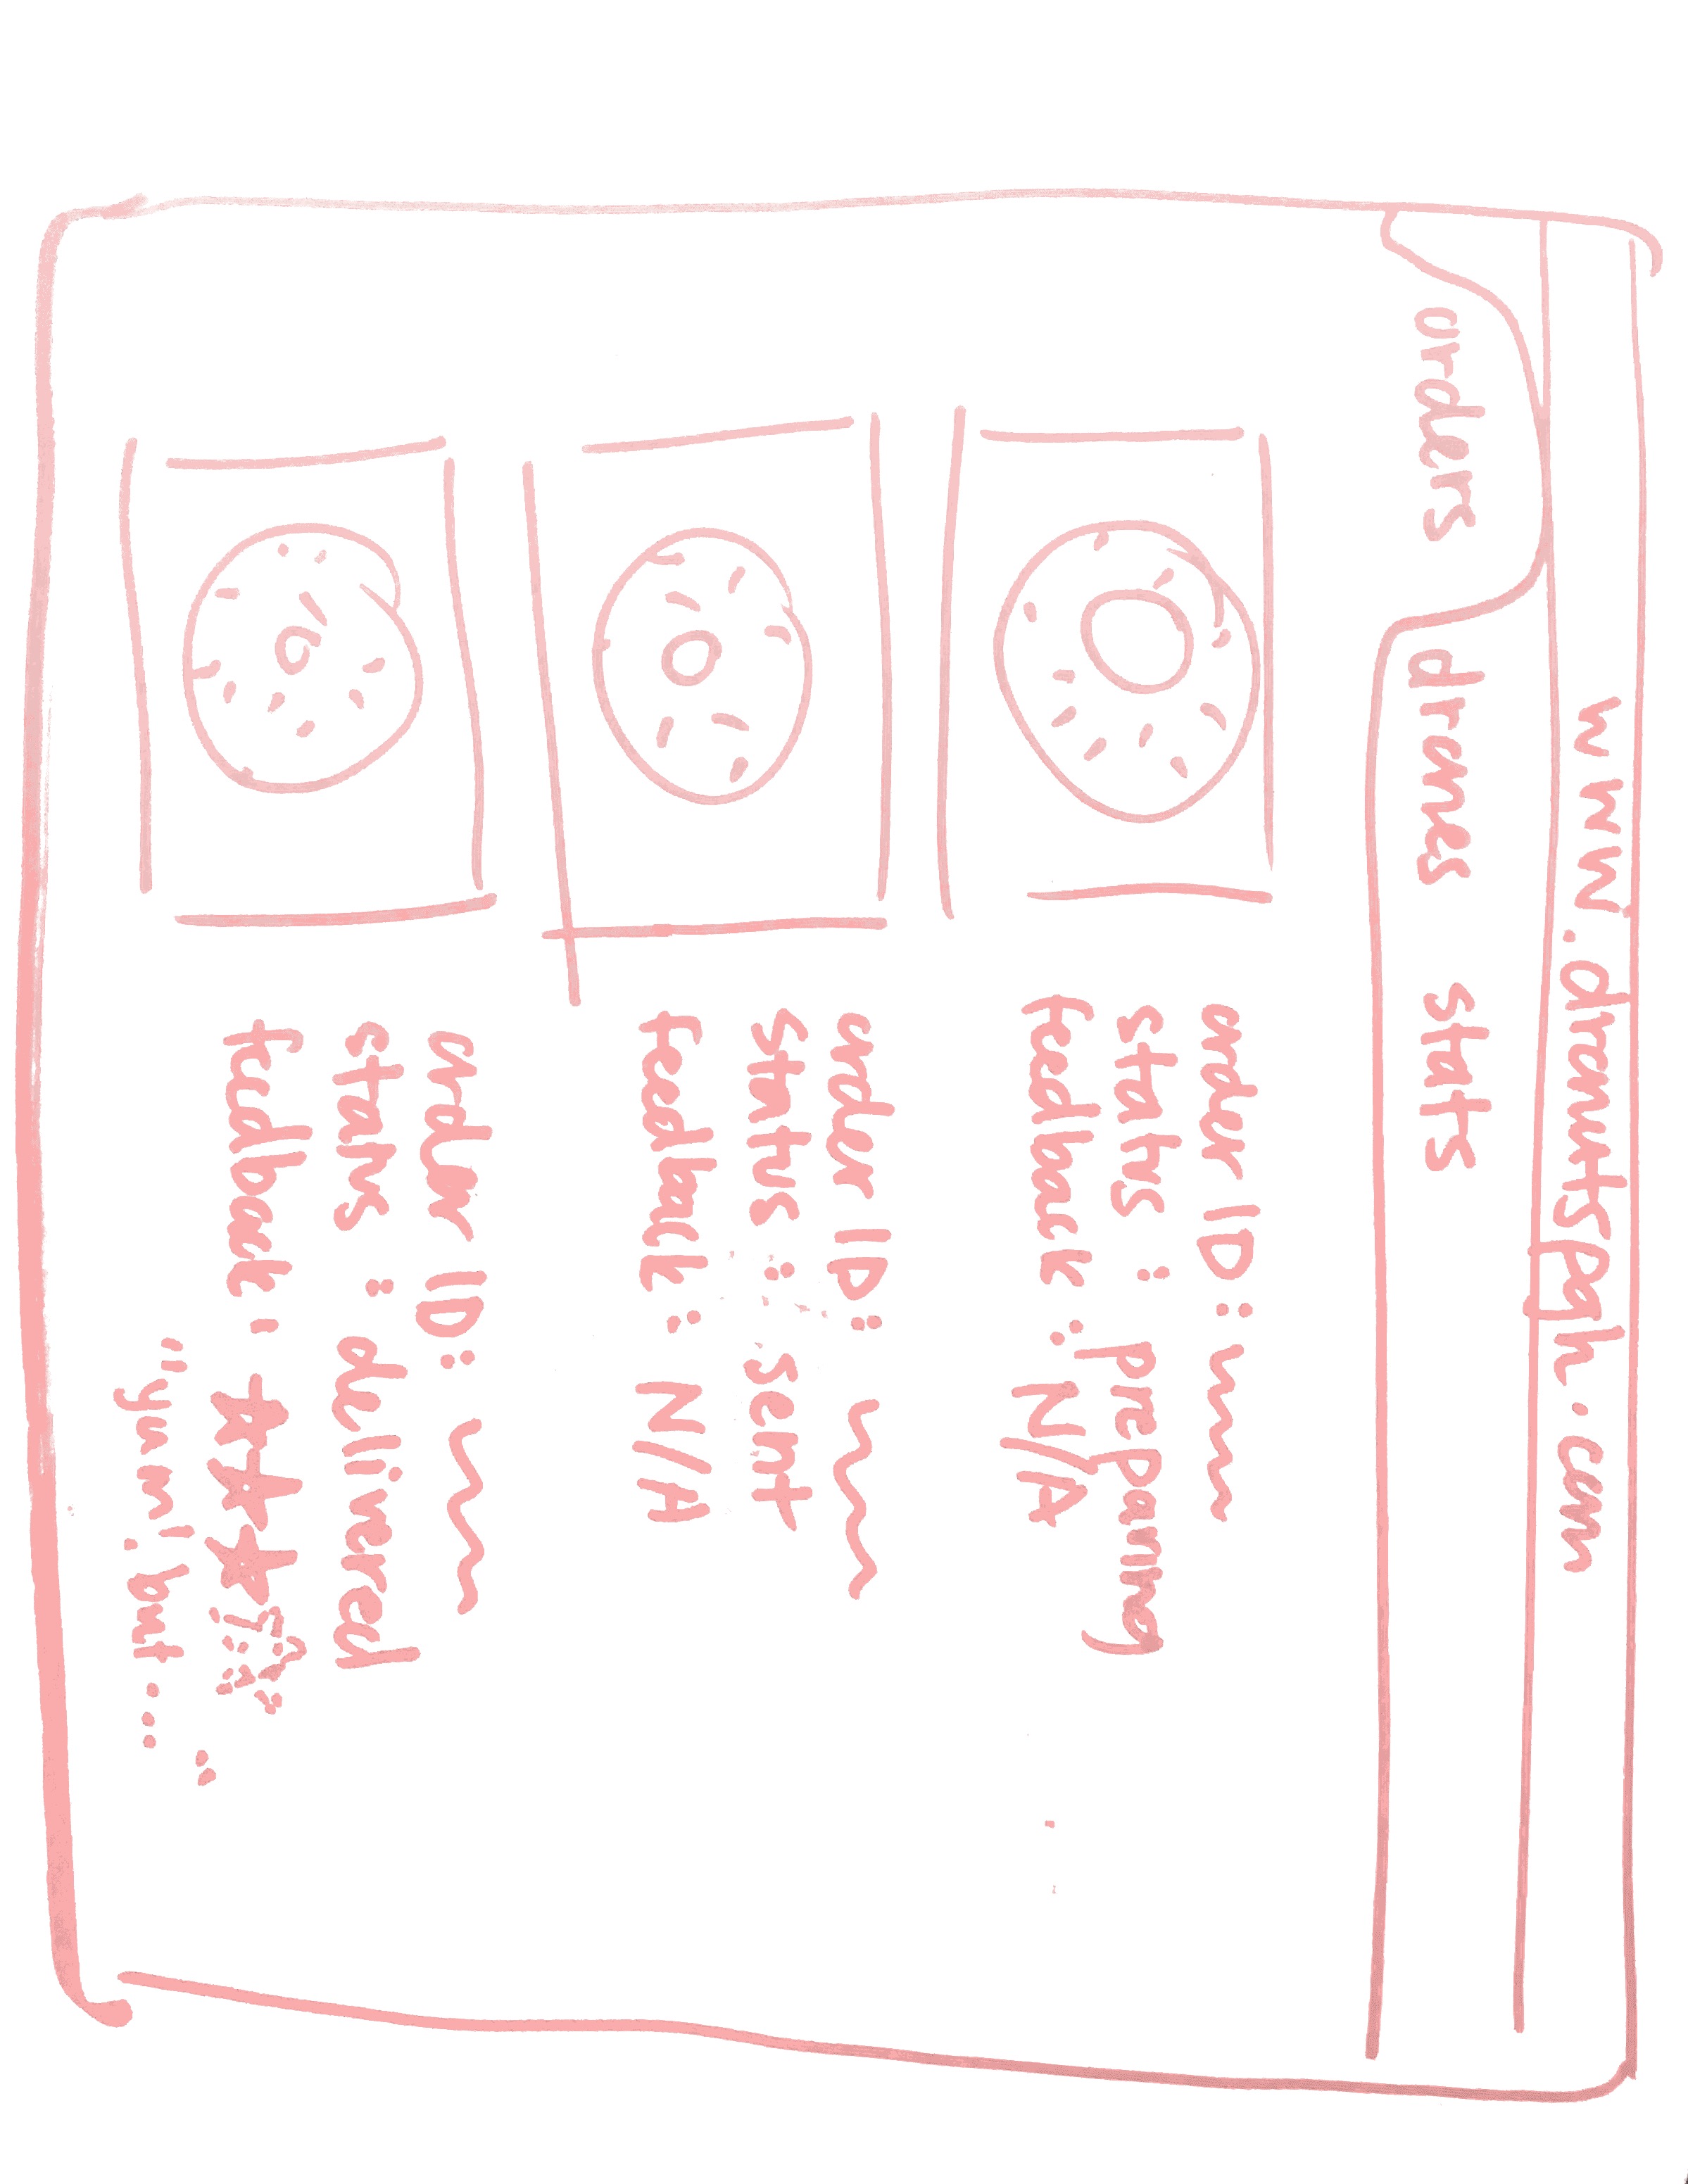 www.dronutspgh.com
orders drones stats
order ID:
status: preparing
feedback: N/A
order ID:
status: sent
feedback: N/A
order ID:
status: delivered
feedback: ★★★☆
"yum! but...